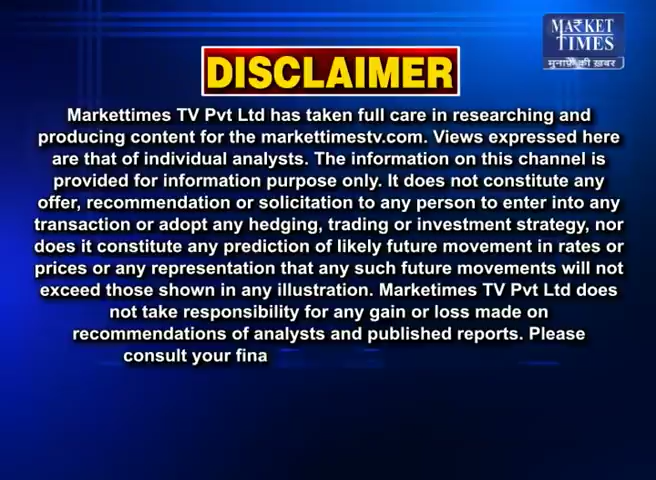 MARKET
TIMES
मुनाफ़े की ख़बर
DISCLAIMER
Markettimes TV Pvt Ltd has taken full care in researching and
producing content for the markettimestv.com. Views expressed here
are that of individual analysts. The information on this channel is
provided for information purpose only. It does not constitute any
offer, recommendation or solicitation to any person to enter into any
transaction or adopt any hedging, trading or investment strategy, nor
does it constitute any prediction of likely future movement in rates or
prices or any representation that any such future movements will not
exceed those shown in any illustration. Marketimes TV Pvt Ltd does
not take responsibility for any gain or loss made on
recommendations of analysts and published reports. Please
consult your fina